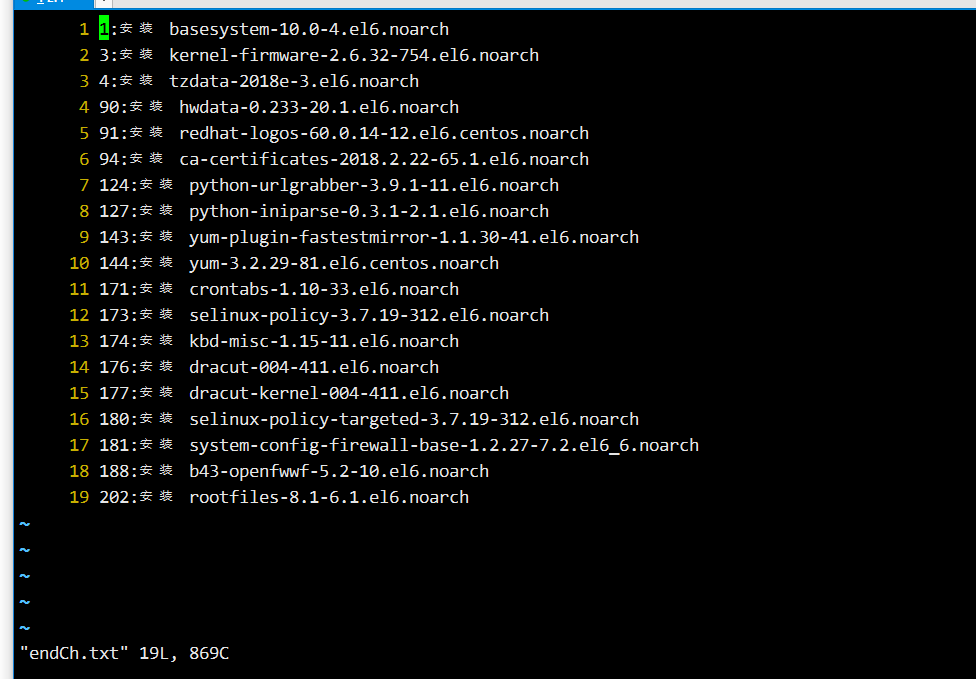 1 1:安装 basesystem-10.0-4.el6.noarch
2 3:安装 kernel-firmware-2.6.32-754.el6.noarch
3 4:安装 tzdata-2018e-3.el6.noarch
4 90:安装 hwdata-0.233-20.1.el6.noarch
5 91:安装 redhat-logos-60.0.14-12.el6.centos.noarch
6 94:安装 ca-certificates-2018.2.22-65.1.el6.noarch
7 124:安装 python-urlgrabber-3.9.1-11.el6.noarch
8 127:安装 python-iniparse-0.3.1-2.1.el6.noarch
9 143:安装 yum-plugin-fastestmirror-1.1.30-41.el6.noarch
10 144:安装 yum-3.2.29-81.el6.centos.noarch
11 171:安装 crontabs-1.10-33.el6.noarch
12 173:安装 selinux-policy-3.7.19-312.el6.noarch
13 174:安装 kbd-misc-1.15-11.el6.noarch
14 176:安装 dracut-004-411.el6.noarch
15 177:安装 dracut-kernel-004-411.el6.noarch
16 180:安装 selinux-policy-targeted-3.7.19-312.el6.noarch
17 181:安装 system-config-firewall-base-1.2.27-7.2.el6_6.noarch
18 188:安装 b43-openfwwf-5.2-10.el6.noarch
19 202:安装 rootfiles-8.1-6.1.el6.noarch
~
~
~
~
~
"endCh.txt" 19L, 869C